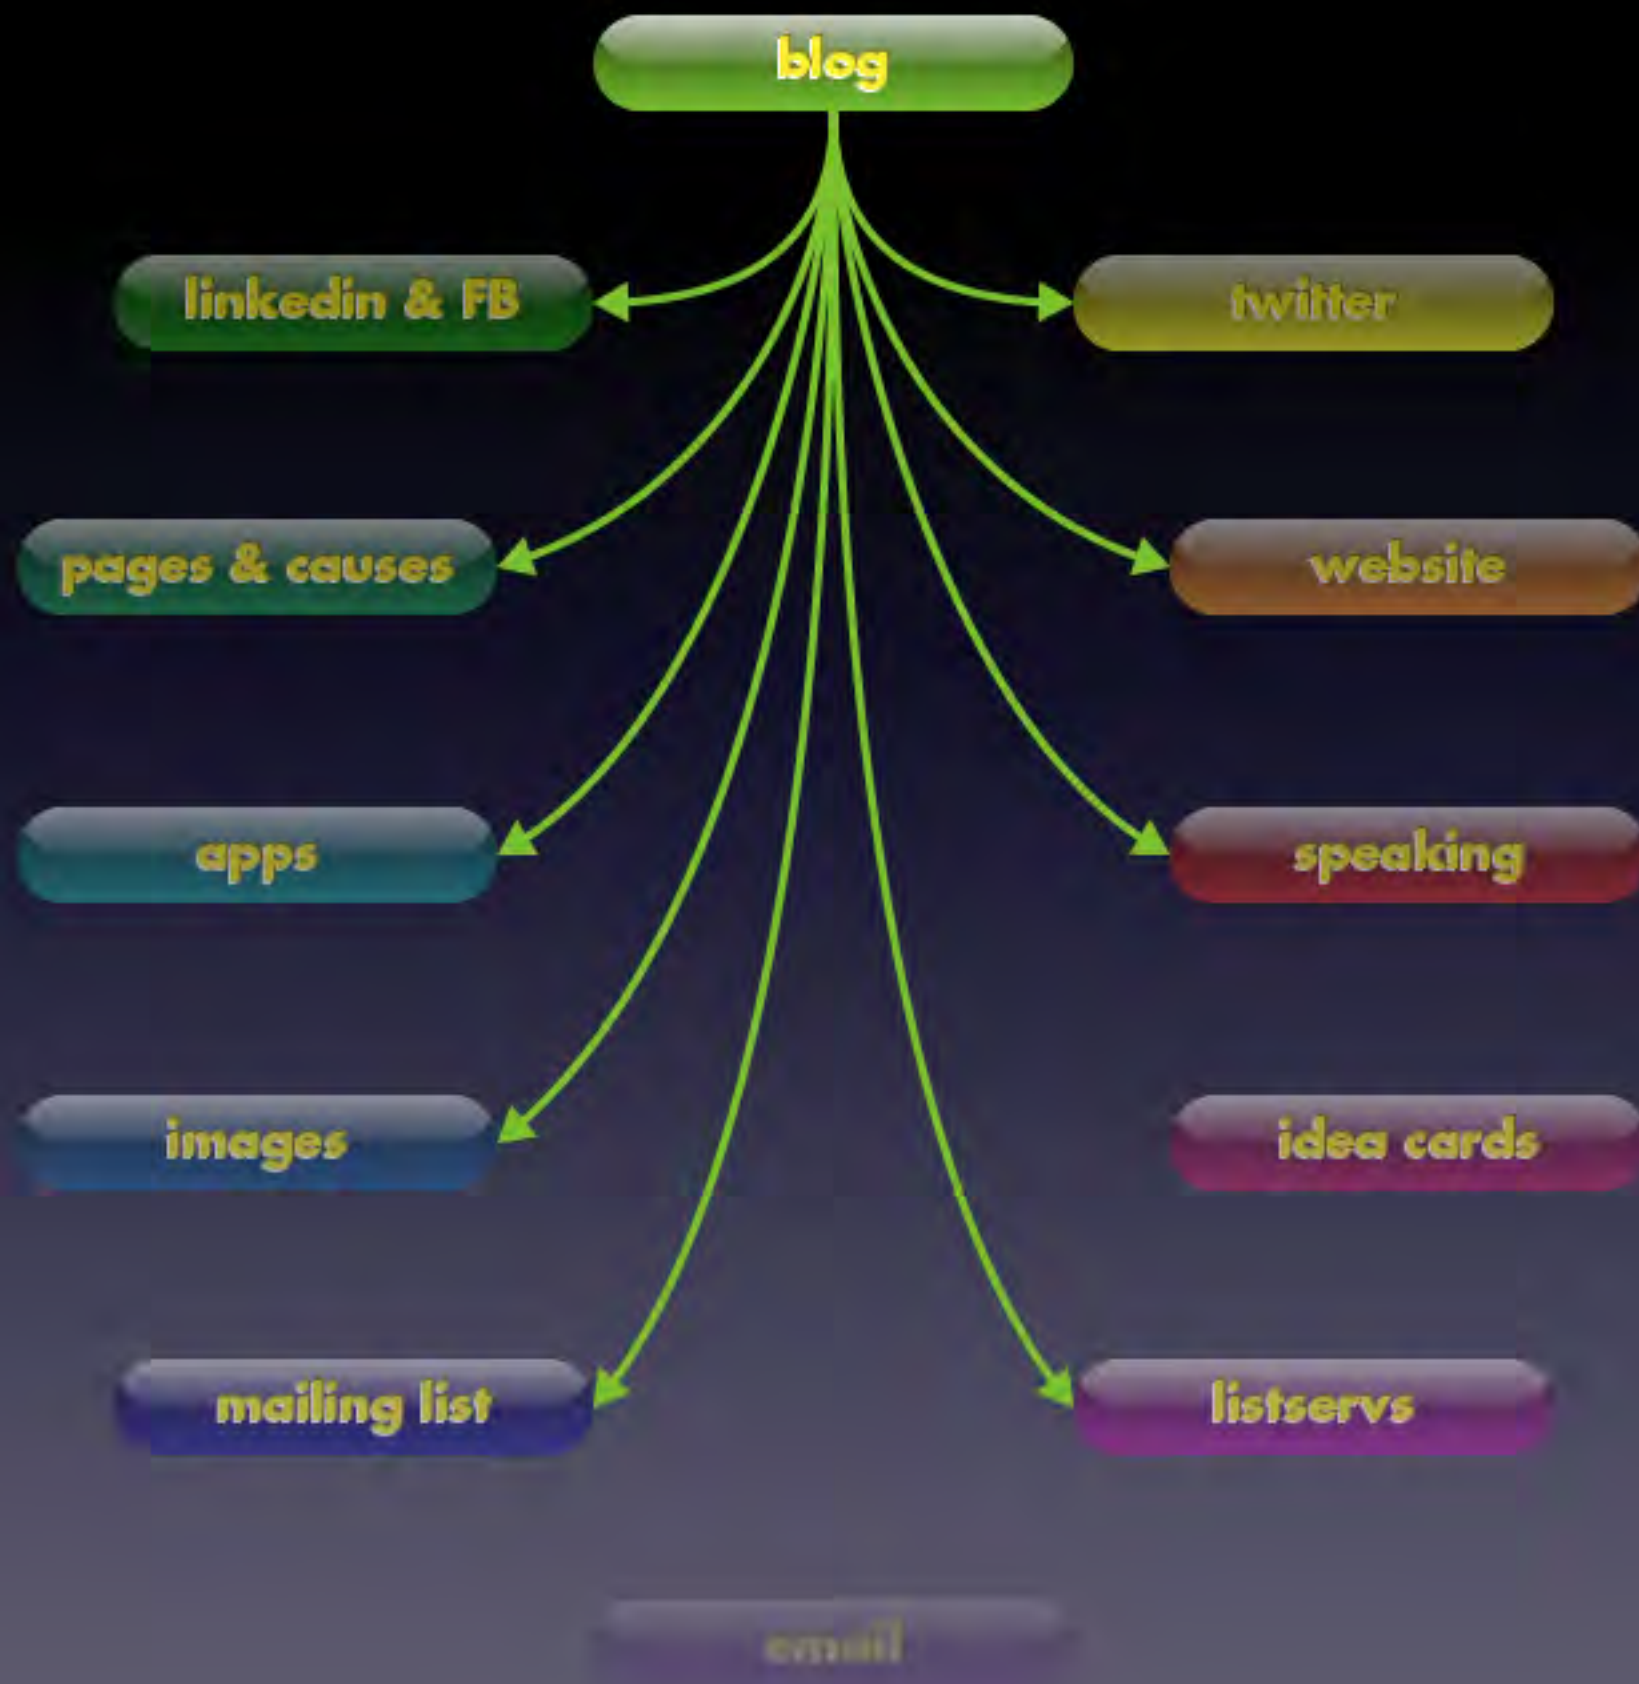 blog
linkedin & FB
twitter
pages & causes
website
apps
speaking
images
idea cards
mailing list
listservs
email